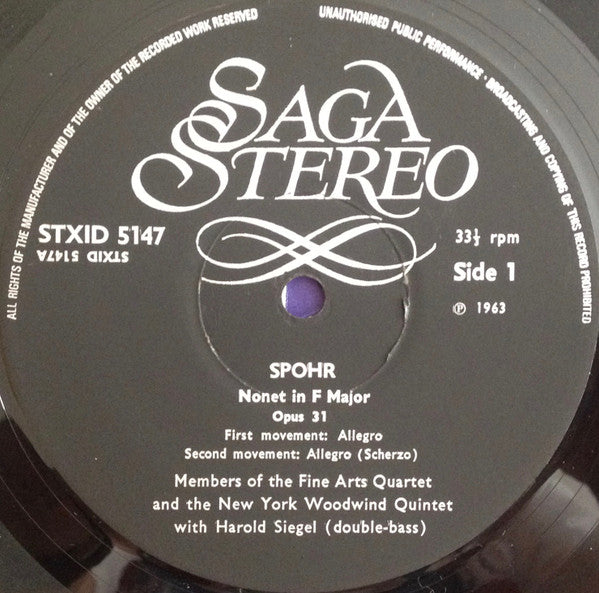 ALL RIGHTS OF THE MANUFACTURER AND OF THE OWNER OF THE RECORDED WORK RESERVED
UNAUTHORISED PUBLIC PERFORMANCE · BROADCASTING AND COPYING OF THIS RECORD PROHIBITED
SAGA
STEREO
STXID 5147
STXID 5147A
33⅓ rpm
Side 1
℗ 1963
SPOHR
Nonet in F Major
Opus 31
First movement: Allegro
Second movement: Allegro (Scherzo)
Members of the Fine Arts Quartet
and the New York Woodwind Quintet
with Harold Siegel (double-bass)